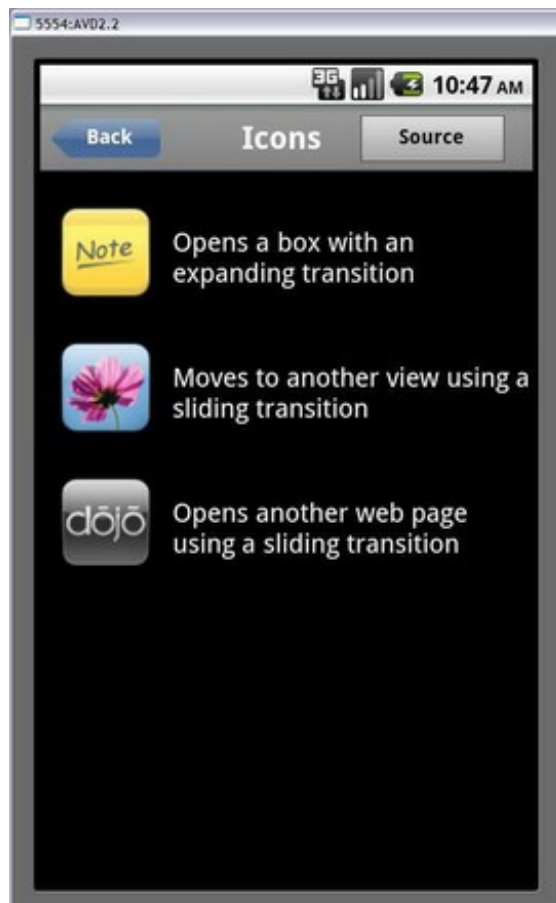 5554:AVD2.2
3G 10:47 AM
Back Icons Source
Note
Opens a box with an
expanding transition
Moves to another view using a
sliding transition
dōjō
Opens another web page
using a sliding transition